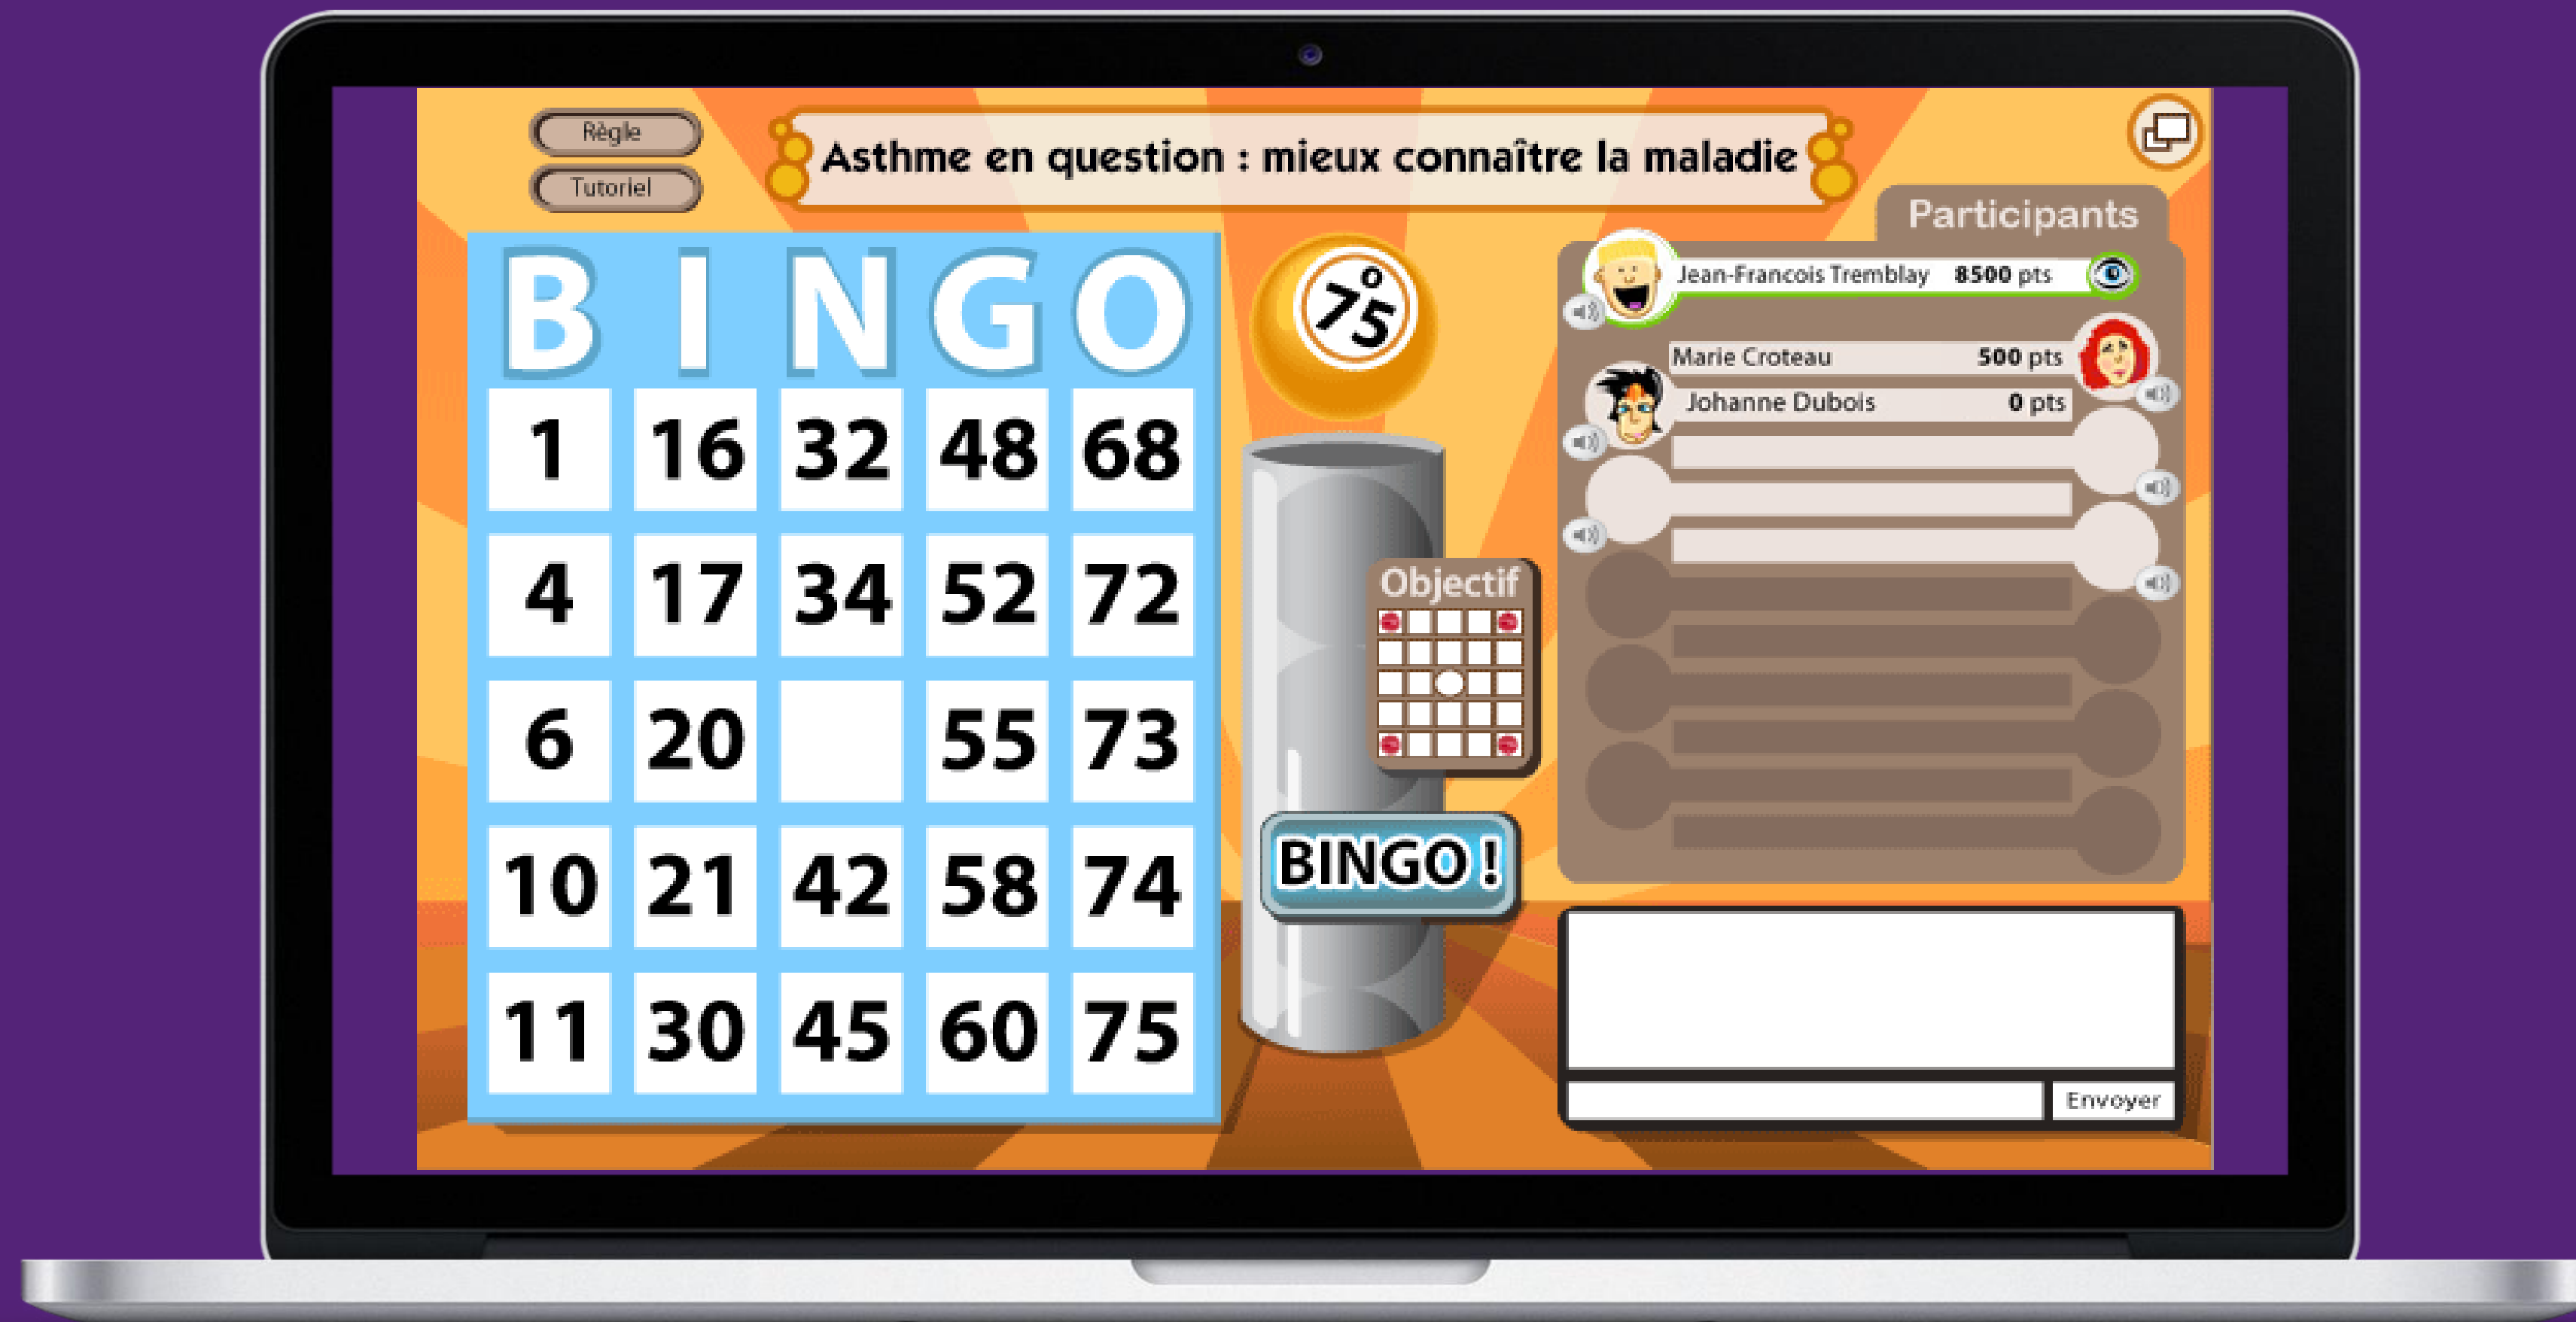 Règle
Tutoriel
Asthme en question : mieux connaître la maladie
Participants
Jean-Francois Tremblay 8500 pts
Marie Croteau 500 pts
Johanne Dubois 0 pts
B I N G O
1 16 32 48 68
4 17 34 52 72
6 20 55 73
10 21 42 58 74
11 30 45 60 75
O
75
Objectif
BINGO !
Envoyer